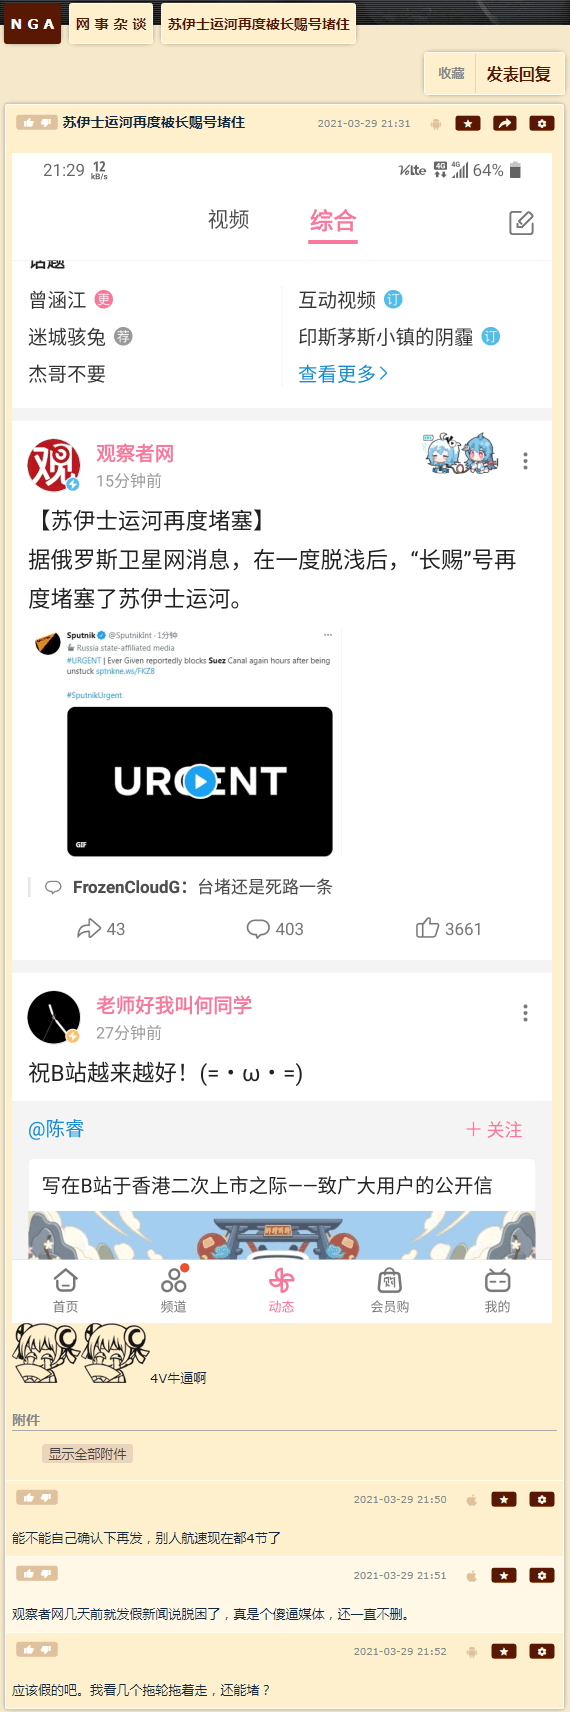 NGA 网事杂谈 苏伊士运河再度被长赐号堵住
收藏 发表回复
苏伊士运河再度被长赐号堵住 2021-03-29 21:31
21:29 12 kB/s VoLTE 4G 4G 64%
视频 综合
话题
曾涵江 更 互动视频 订
迷城骇兔 荐 印斯茅斯小镇的阴霾 订
杰哥不要 查看更多>
观 观察者网
15分钟前
【苏伊士运河再度堵塞】
据俄罗斯卫星网消息，在一度脱浅后，“长赐”号再
度堵塞了苏伊士运河。
Sputnik @SputnikInt · 1分钟
Russia state-affiliated media
#URGENT | Ever Given reportedly blocks Suez Canal again hours after being
unstuck sptnkne.ws/FKZ8
#SputnikUrgent
URGENT
GIF
FrozenCloudG：台堵还是死路一条
43 403 3661
老师好我叫何同学
27分钟前
祝B站越来越好！(=・ω・=)
@陈睿 + 关注
写在B站于香港二次上市之际——致广大用户的公开信
首页 频道 动态 会员购 我的
4V牛逼啊
附件
显示全部附件
2021-03-29 21:50
能不能自己确认下再发，别人航速现在都4节了
2021-03-29 21:51
观察者网几天前就发假新闻说脱困了，真是个傻逼媒体，还一直不删。
2021-03-29 21:52
应该假的吧。我看几个拖轮拖着走，还能堵？